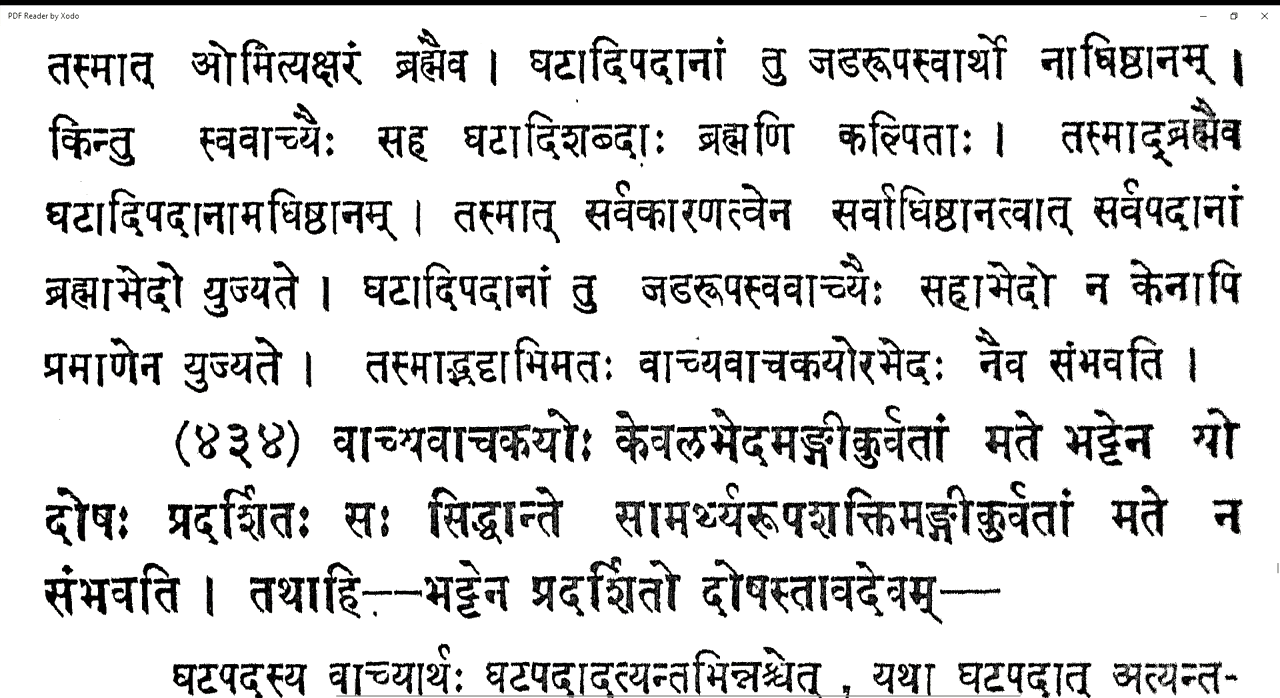 PDF Reader by Xodo
तस्मात् ओमित्यक्षरं ब्रह्मैव । घटादिपदानां तु जडरूपस्वार्थो नाधिष्ठानम् ।
किन्तु स्ववाच्यैः सह घटादिशब्दाः ब्रह्मणि कल्पिताः । तस्माद्ब्रह्मैव
घटादिपदानामधिष्ठानम् । तस्मात् सर्वकारणत्वेन सर्वाधिष्ठानत्वात् सर्वपदानां
ब्रह्माभेदो युज्यते । घटादिपदानां तु जडरूपस्ववाच्यैः सहाभेदो न केनापि
प्रमाणेन युज्यते । तस्माद्भट्टाभिमतः वाच्यवाचकयोरभेदः नैव संभवति ।
(४३४) वाच्यवाचकयोः केवलभेदमङ्गीकुर्वतां मते भट्टेन यो
दोषः प्रदर्शितः सः सिद्धान्ते सामर्थ्यरूपशक्तिमङ्गीकुर्वतां मते न
संभवति । तथाहि––भट्टेन प्रदर्शितो दोषस्तावदेवम्—
घटपदस्य वाच्यार्थः घटपदादत्यन्तभिन्नश्चेत् , यथा घटपदात् अत्यन्त-